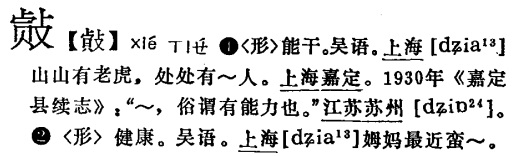 xié ㄒㄧㄝˊ ❶〈形〉能干。吴语。上海 [dʑia¹³]
山山有老虎，处处有～人。上海嘉定。1930年《嘉定
县续志》：“～，俗谓有能力也。”江苏苏州 [dʑiɒ²⁴]。
❷〈形〉健康。吴语。上海[dʑia¹³]姆妈最近蛮～。